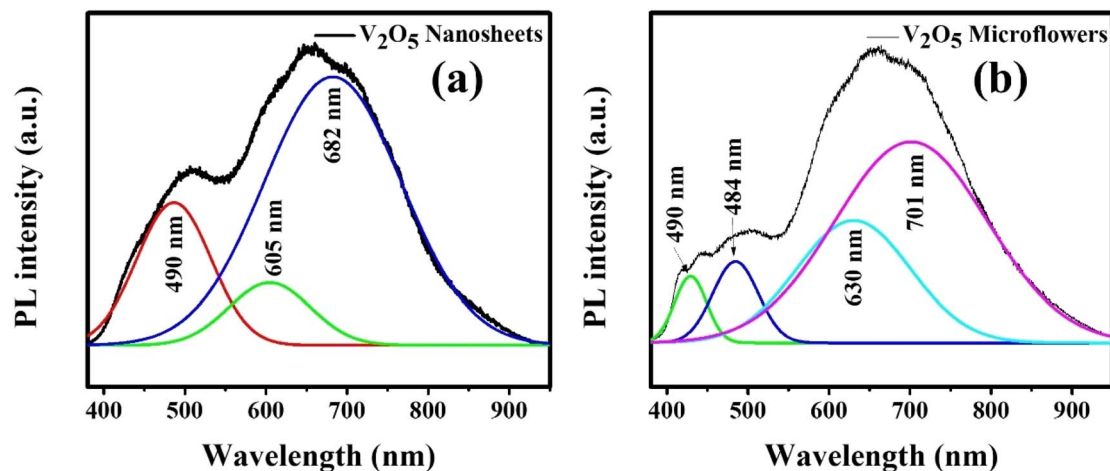 V₂O₅ Nanosheets
(a)
PL intensity (a.u.)
490 nm
605 nm
682 nm
400 500 600 700 800 900
Wavelength (nm)
V₂O₅ Microflowers
(b)
PL intensity (a.u.)
490 nm
484 nm
630 nm
701 nm
400 500 600 700 800 900
Wavelength (nm)